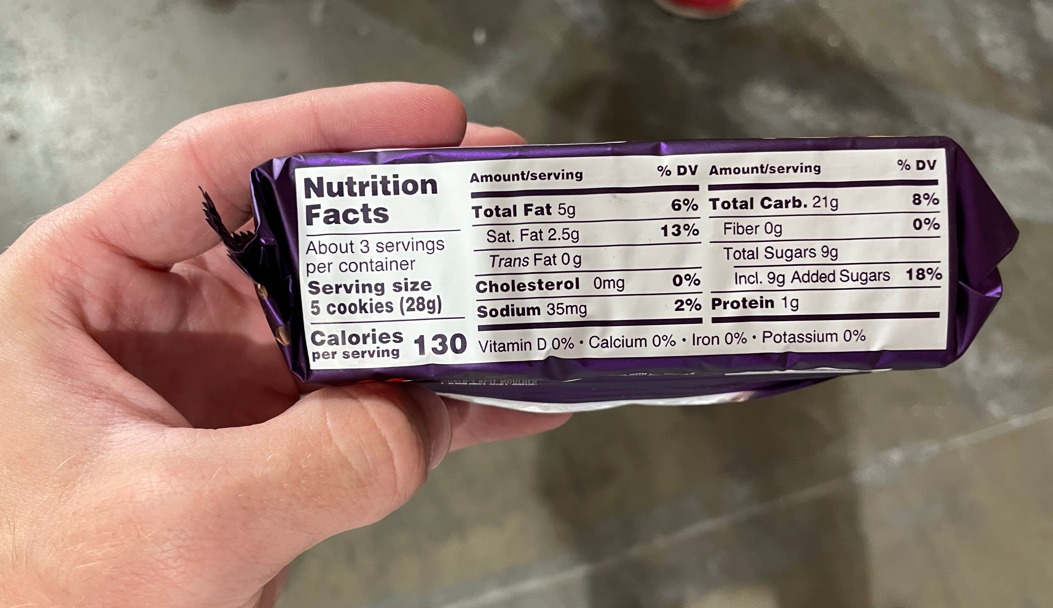 Nutrition
Facts
About 3 servings
per container
Serving size
5 cookies (28g)
Calories
per serving 130
Amount/serving % DV
Total Fat 5g 6%
Sat. Fat 2.5g 13%
Trans Fat 0g
Cholesterol 0mg 0%
Sodium 35mg 2%
Amount/serving % DV
Total Carb. 21g 8%
Fiber 0g 0%
Total Sugars 9g
Incl. 9g Added Sugars 18%
Protein 1g
Vitamin D 0% • Calcium 0% • Iron 0% • Potassium 0%